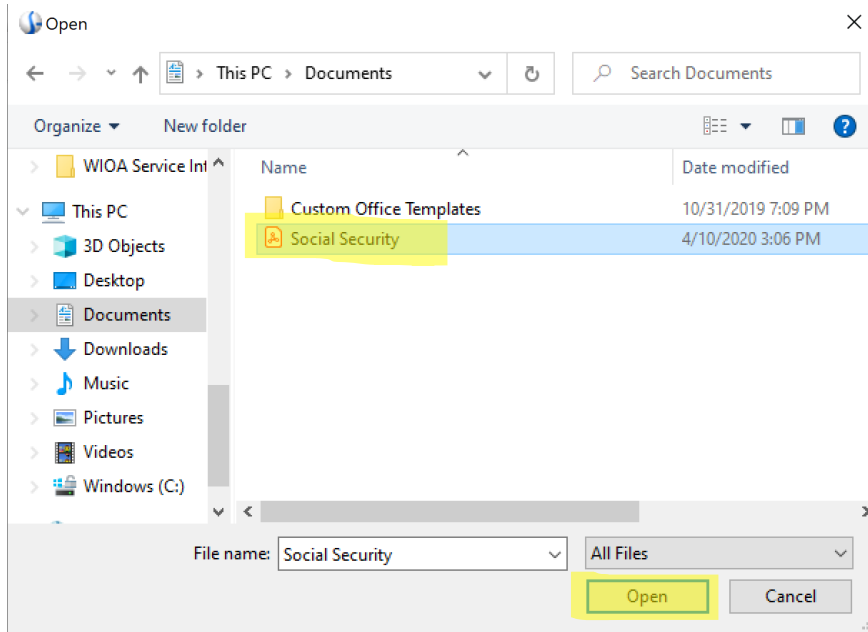 Open
This PC > Documents
Search Documents
Organize
New folder
?
WIOA Service Int
Name
Date modified
This PC
Custom Office Templates
10/31/2019 7:09 PM
3D Objects
Social Security
4/10/2020 3:06 PM
Desktop
Documents
Downloads
Music
Pictures
Videos
Windows (C:)
File name: Social Security
All Files
Open
Cancel